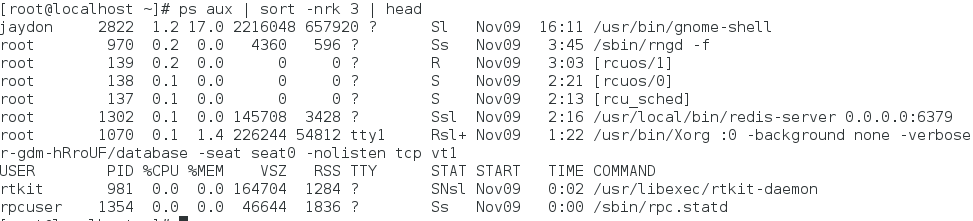 [root@localhost ~]# ps aux | sort -nrk 3 | head
jaydon    2822  1.2 17.0 2216048 657920 ?      Sl   Nov09  16:11 /usr/bin/gnome-shell
root       970  0.2  0.0   4360   596 ?        Ss   Nov09   3:45 /sbin/rngd -f
root       139  0.2  0.0      0     0 ?        R    Nov09   3:03 [rcuos/1]
root       138  0.1  0.0      0     0 ?        S    Nov09   2:21 [rcuos/0]
root       137  0.1  0.0      0     0 ?        S    Nov09   2:13 [rcu_sched]
root      1302  0.1  0.0 145708  3428 ?        Ssl  Nov09   2:16 /usr/local/bin/redis-server 0.0.0.0:6379
root      1070  0.1  1.4 226244 54812 tty1     Rsl+ Nov09   1:22 /usr/bin/Xorg :0 -background none -verbose
r-gdm-hRroUF/database -seat seat0 -nolisten tcp vt1
USER       PID %CPU %MEM    VSZ   RSS TTY      STAT START   TIME COMMAND
rtkit      981  0.0  0.0 164704  1284 ?        SNsl Nov09   0:02 /usr/libexec/rtkit-daemon
rpcuser   1354  0.0  0.0  46644  1836 ?        Ss   Nov09   0:00 /sbin/rpc.statd